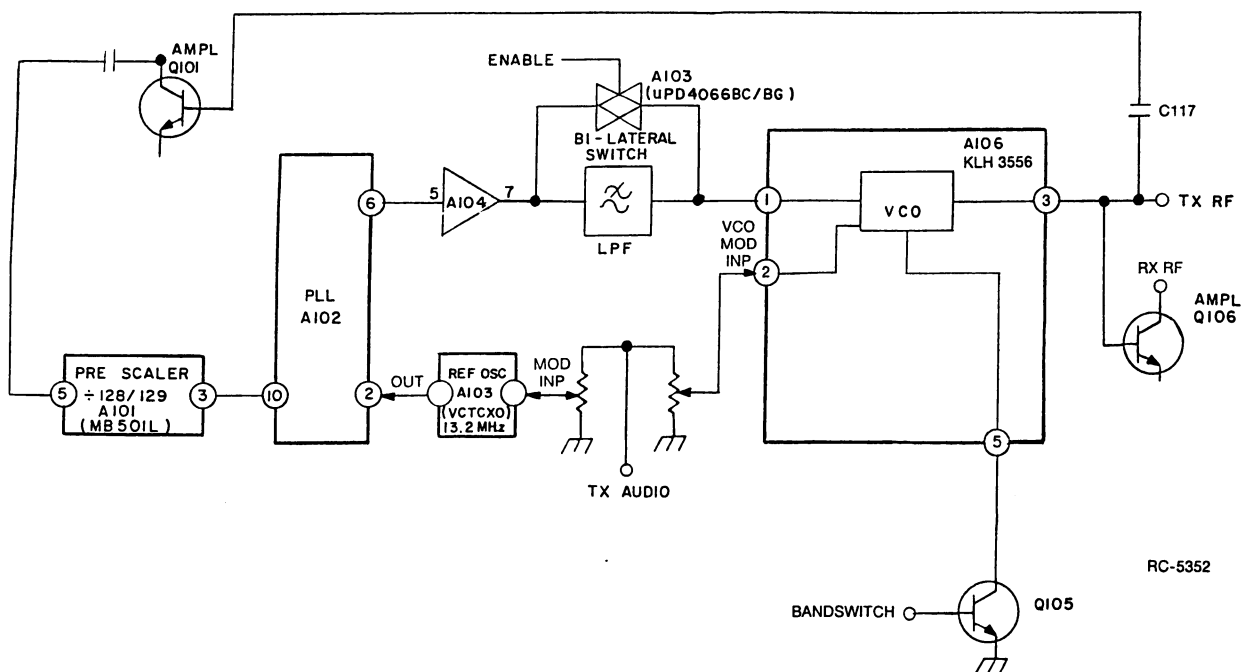 AMPL
Q101
ENABLE
A103
(uPD4066BC/BG)
BI-LATERAL
SWITCH
C117
A106
KLH 3556
6
5
A104
7
LPF
1
VCO
3
TX RF
VCO
MOD
INP
2
RX RF
AMPL
Q106
PLL
A102
PRE SCALER
÷128/129
A101
(MB501L)
5
3
10
2
OUT
REF OSC
A103
(VCTCXO)
13.2MHz
MOD
INP
TX AUDIO
5
RC-5352
BANDSWITCH
Q105